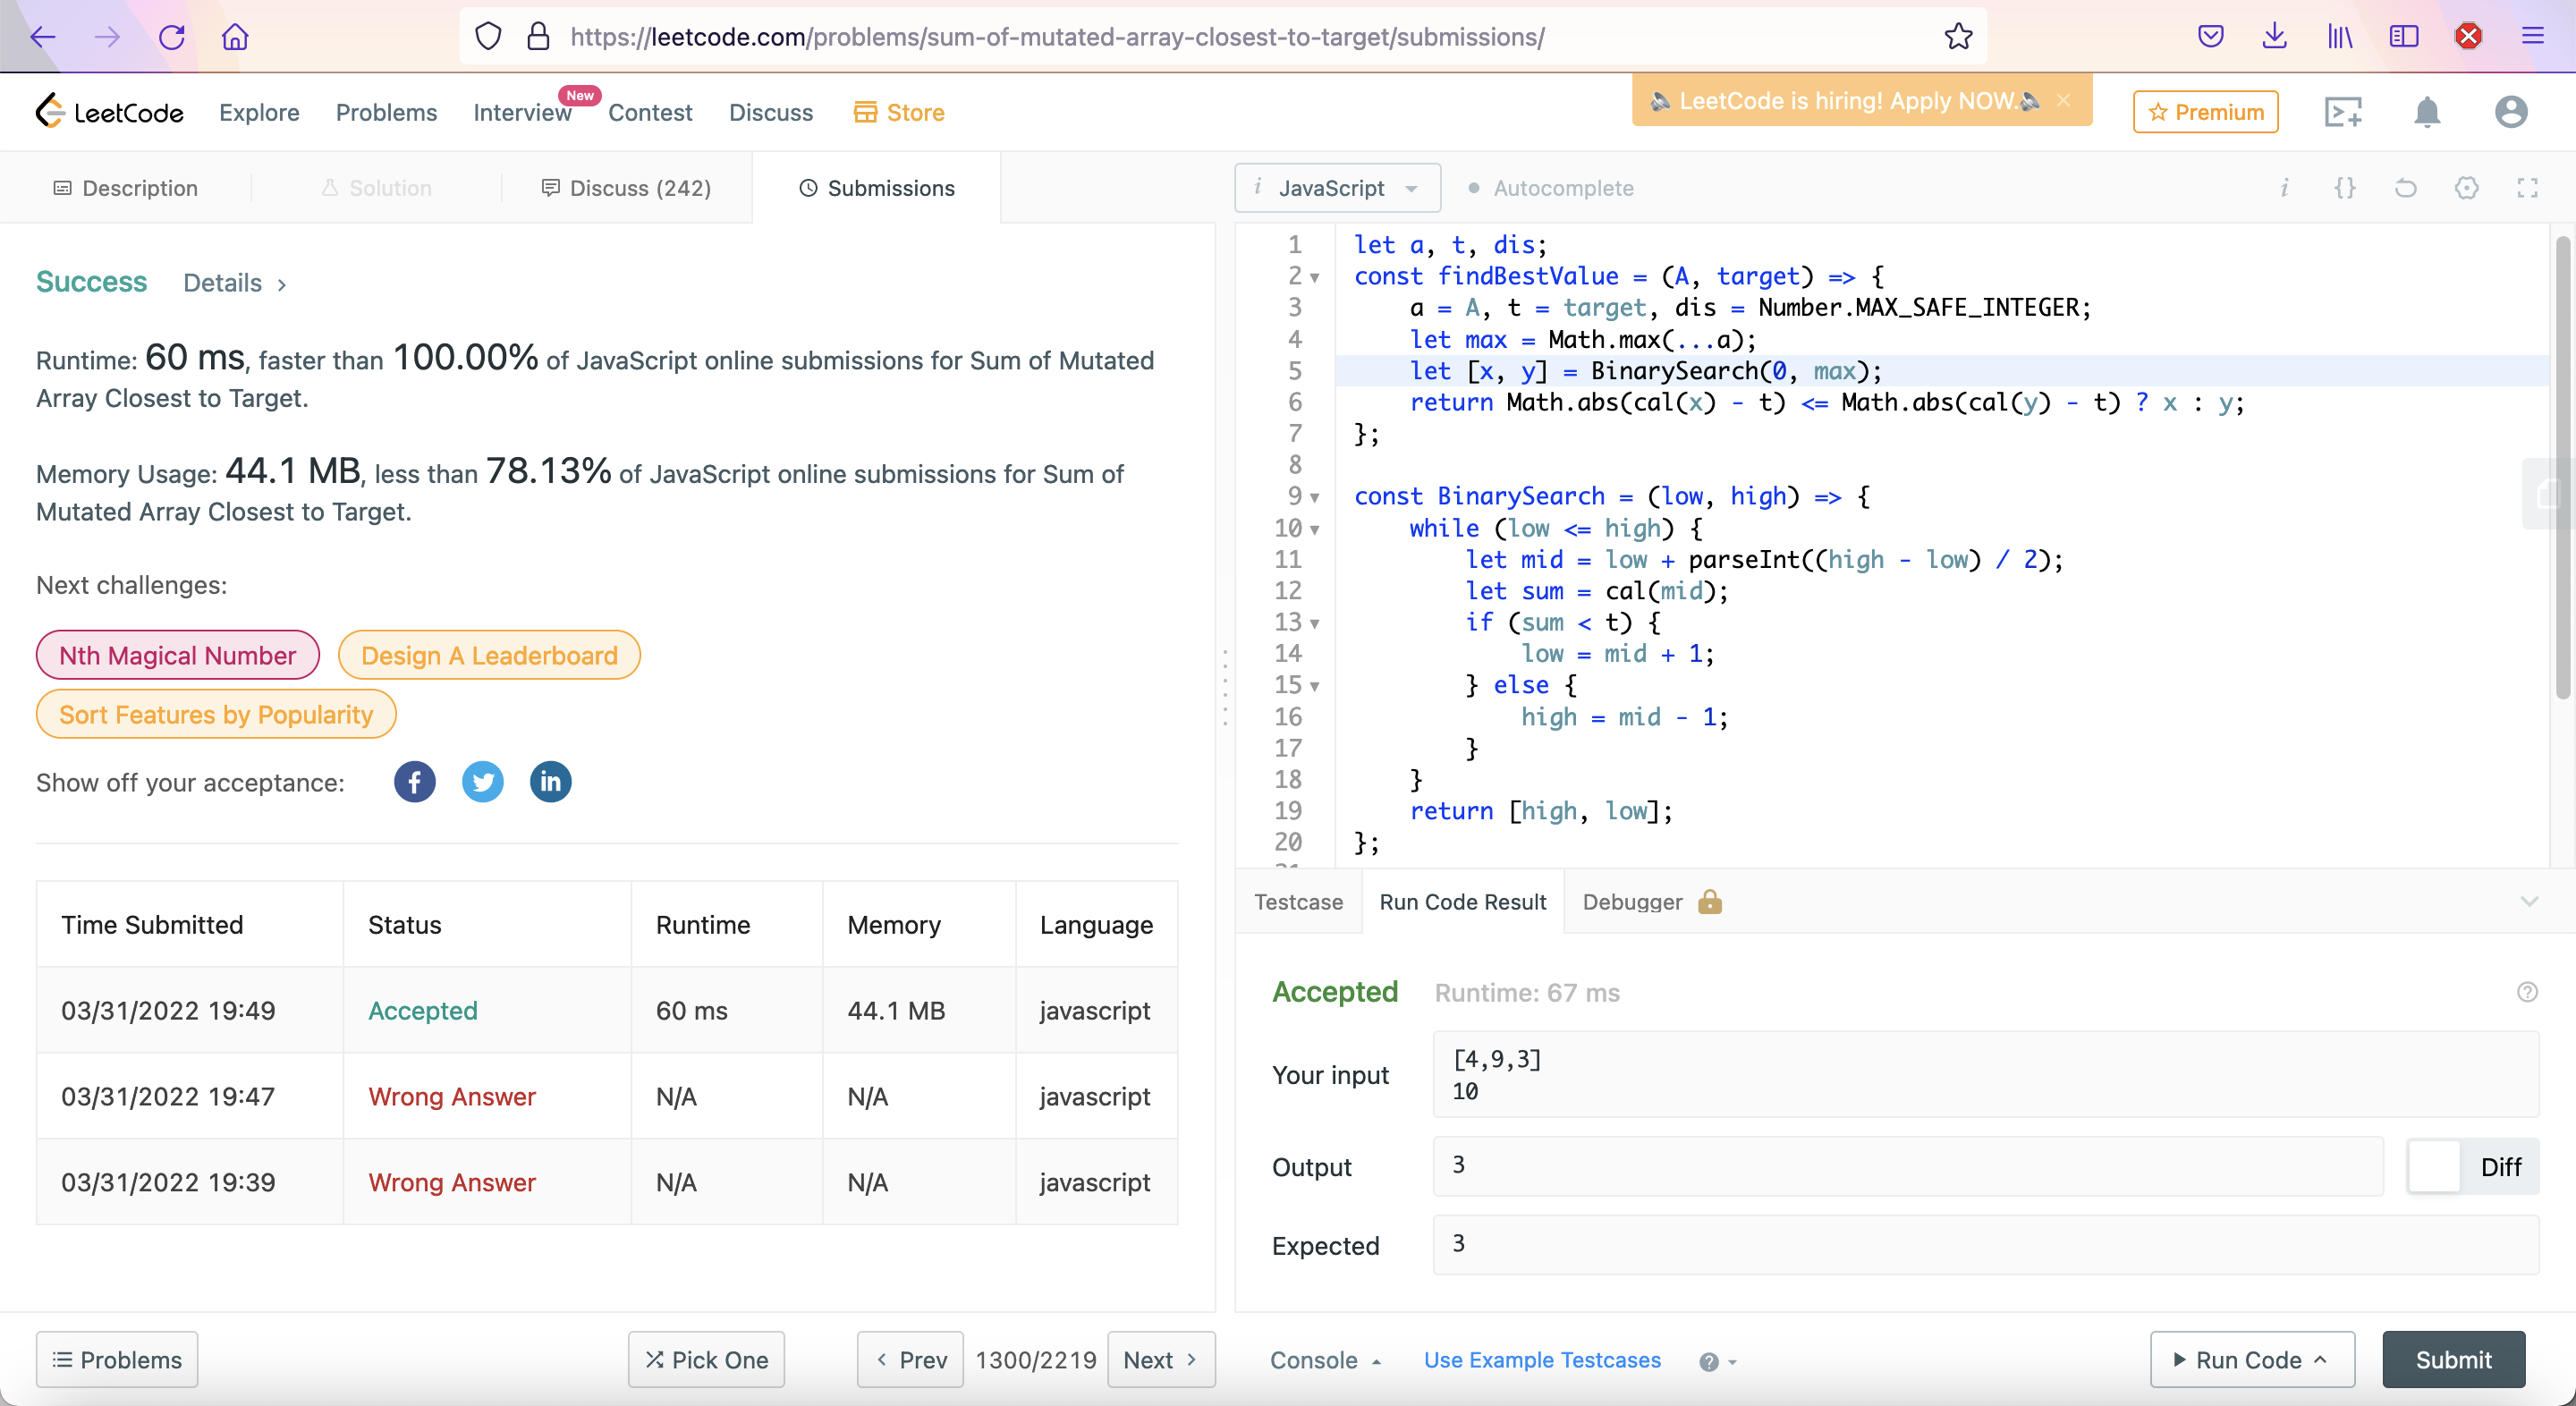 https://leetcode.com/problems/sum-of-mutated-array-closest-to-target/submissions/
LeetCode
Explore
Problems
Interview
New
Contest
Discuss
Store
LeetCode is hiring! Apply NOW.
Premium
Description
Solution
Discuss (242)
Submissions
Success
Details
Runtime: 60 ms, faster than 100.00% of JavaScript online submissions for Sum of Mutated
Array Closest to Target.
Memory Usage: 44.1 MB, less than 78.13% of JavaScript online submissions for Sum of
Mutated Array Closest to Target.
Next challenges:
Nth Magical Number
Design A Leaderboard
Sort Features by Popularity
Show off your acceptance:
Time Submitted Status Runtime Memory Language
03/31/2022 19:49 Accepted 60 ms 44.1 MB javascript
03/31/2022 19:47 Wrong Answer N/A N/A javascript
03/31/2022 19:39 Wrong Answer N/A N/A javascript
Problems
Pick One
Prev
1300/2219
Next
i JavaScript
Autocomplete
1 let a, t, dis;
2 const findBestValue = (A, target) => {
3 a = A, t = target, dis = Number.MAX_SAFE_INTEGER;
4 let max = Math.max(...a);
5 let [x, y] = BinarySearch(0, max);
6 return Math.abs(cal(x) - t) <= Math.abs(cal(y) - t) ? x : y;
7 };
8
9 const BinarySearch = (low, high) => {
10 while (low <= high) {
11 let mid = low + parseInt((high - low) / 2);
12 let sum = cal(mid);
13 if (sum < t) {
14 low = mid + 1;
15 } else {
16 high = mid - 1;
17 }
18 }
19 return [high, low];
20 };
Testcase
Run Code Result
Debugger
Accepted
Runtime: 67 ms
Your input
[4,9,3]
10
Output
3
Diff
Expected
3
Console
Use Example Testcases
Run Code
Submit